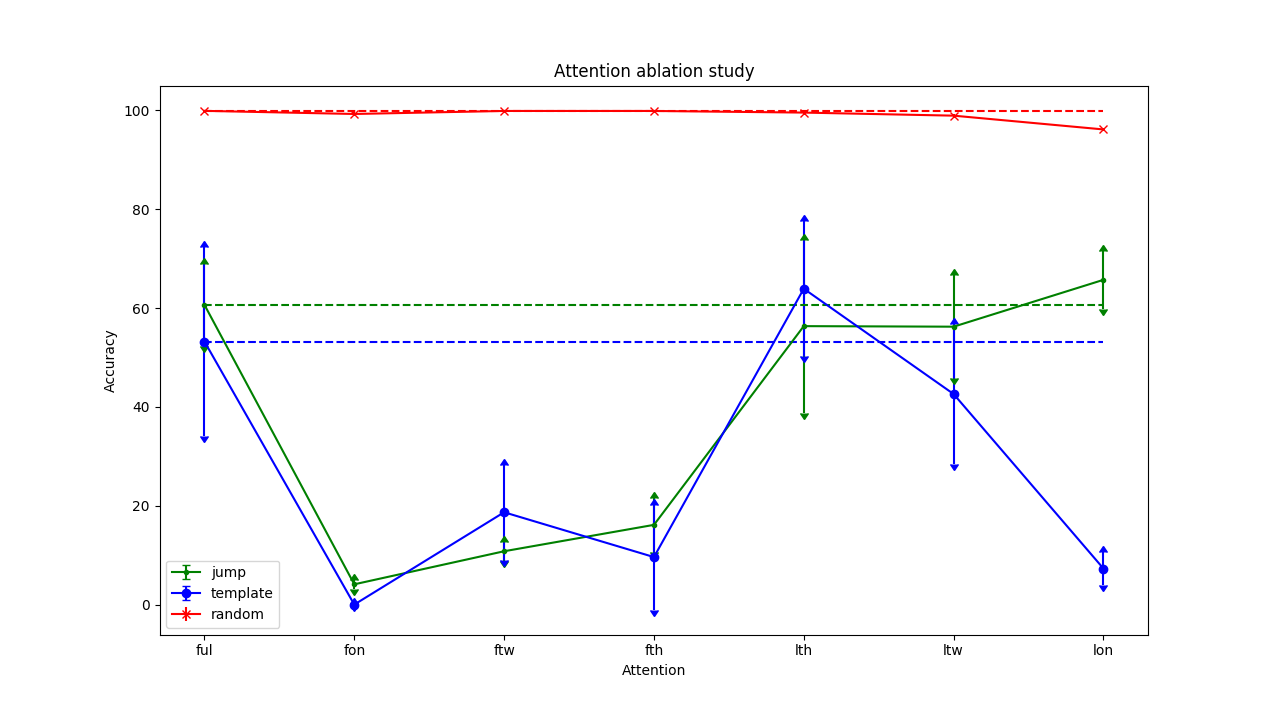 Attention ablation study
Accuracy
100
80
60
40
20
0
jump
template
random
ful fon ftw fth lth ltw lon
Attention